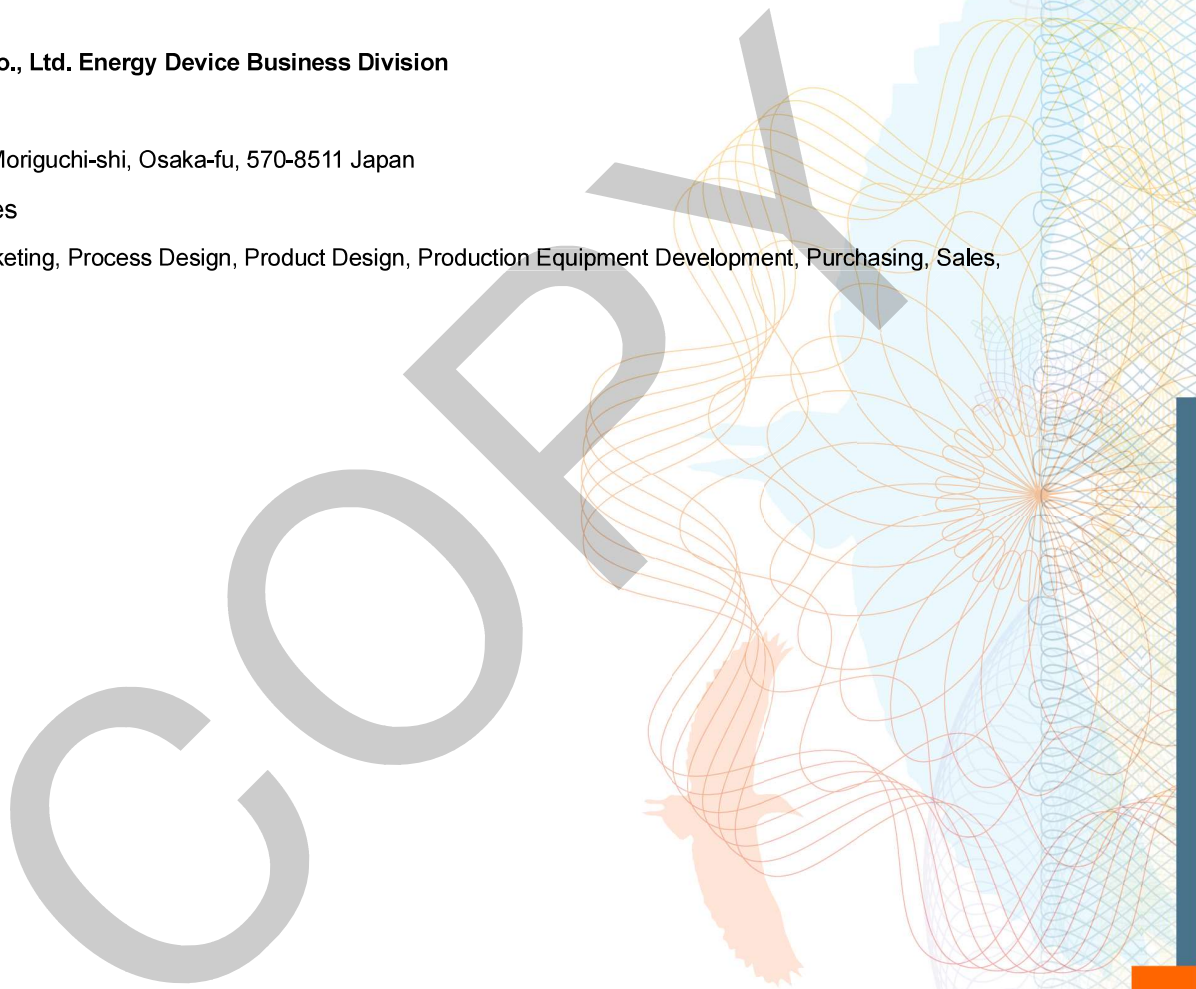 o., Ltd. Energy Device Business Division
Moriguchi-shi, Osaka-fu, 570-8511 Japan
es
keting, Process Design, Product Design, Production Equipment Development, Purchasing, Sales,
COPY